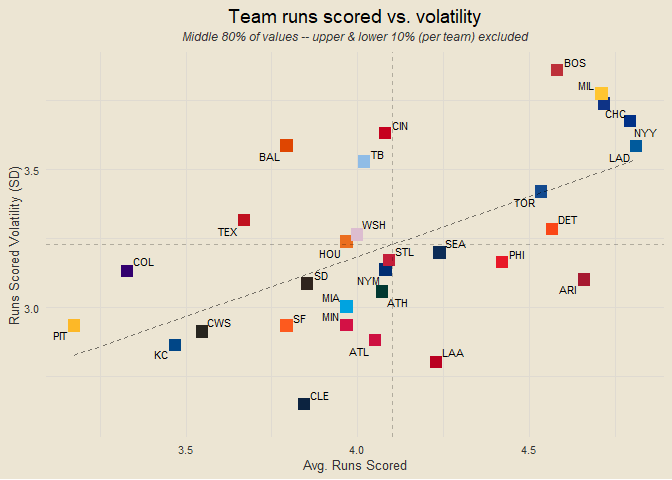 Team runs scored vs. volatility
Middle 80% of values -- upper & lower 10% (per team) excluded
BOS
MIL
CHC
NYY
CIN
BAL
TB
LAD
3.5
TOR
TEX
WSH
DET
HOU
STL
SEA
PHI
COL
SD
NYM
ARI
MIA
ATH
3.0
PIT
CWS
SF
MIN
KC
ATL
LAA
CLE
Runs Scored Volatility (SD)
3.5
4.0
4.5
Avg. Runs Scored